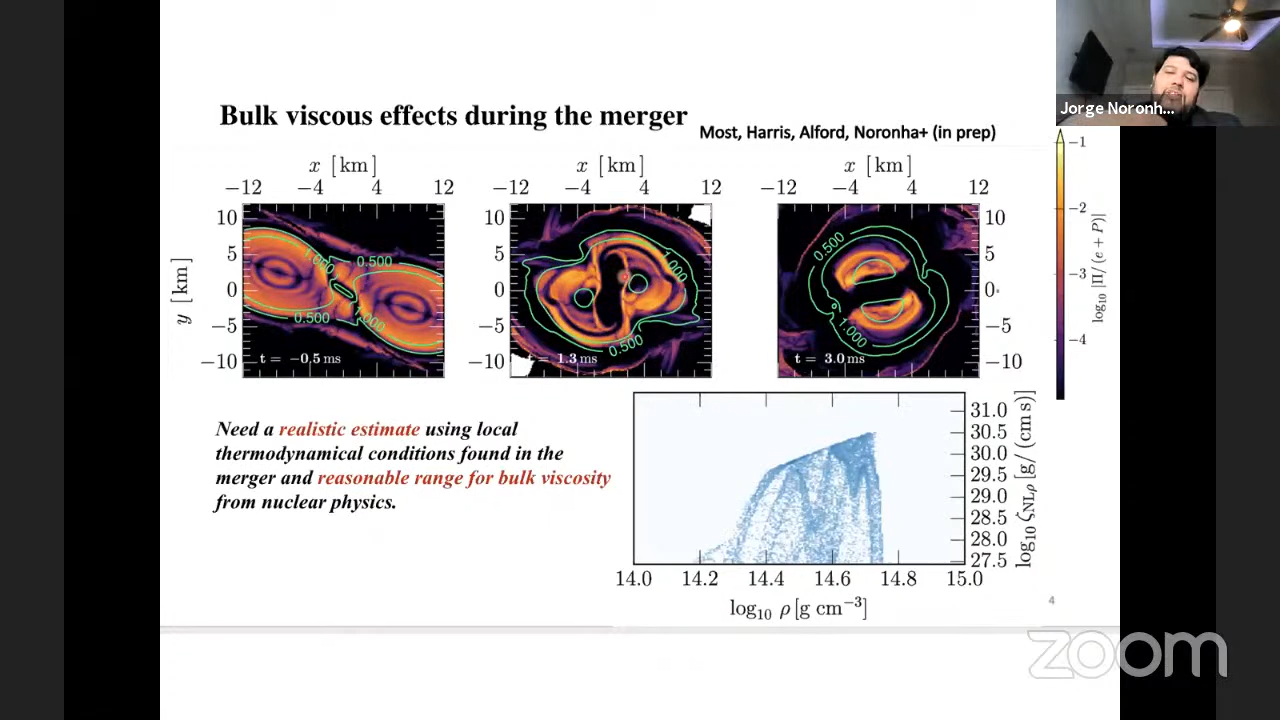 Bulk viscous effects during the merger
Most, Harris, Alford, Noronha+ (in prep)
Jorge Noronh...
x [km]
x [km]
x [km]
−12 −4 4 12
−12 −4 4 12
−12 −4 4 12
y [km]
10
5
0
−5
−10
10
5
0
−5
−10
10
5
0
−5
−10
1.000
0.500
0.500
1.000
t = −0.5 ms
1.000
0.500
t = 1.3 ms
0.500
1.000
t = 3.0 ms
−1
−2
−3
−4
log₁₀ |Π/(e + P)|
Need a realistic estimate using local
thermodynamical conditions found in the
merger and reasonable range for bulk viscosity
from nuclear physics.
31.0
30.5
30.0
29.5
29.0
28.5
28.0
27.5
log₁₀ ζNLρ [g/(cm s)]
14.0 14.2 14.4 14.6 14.8 15.0
log₁₀ ρ [g cm⁻³]
4
zoom